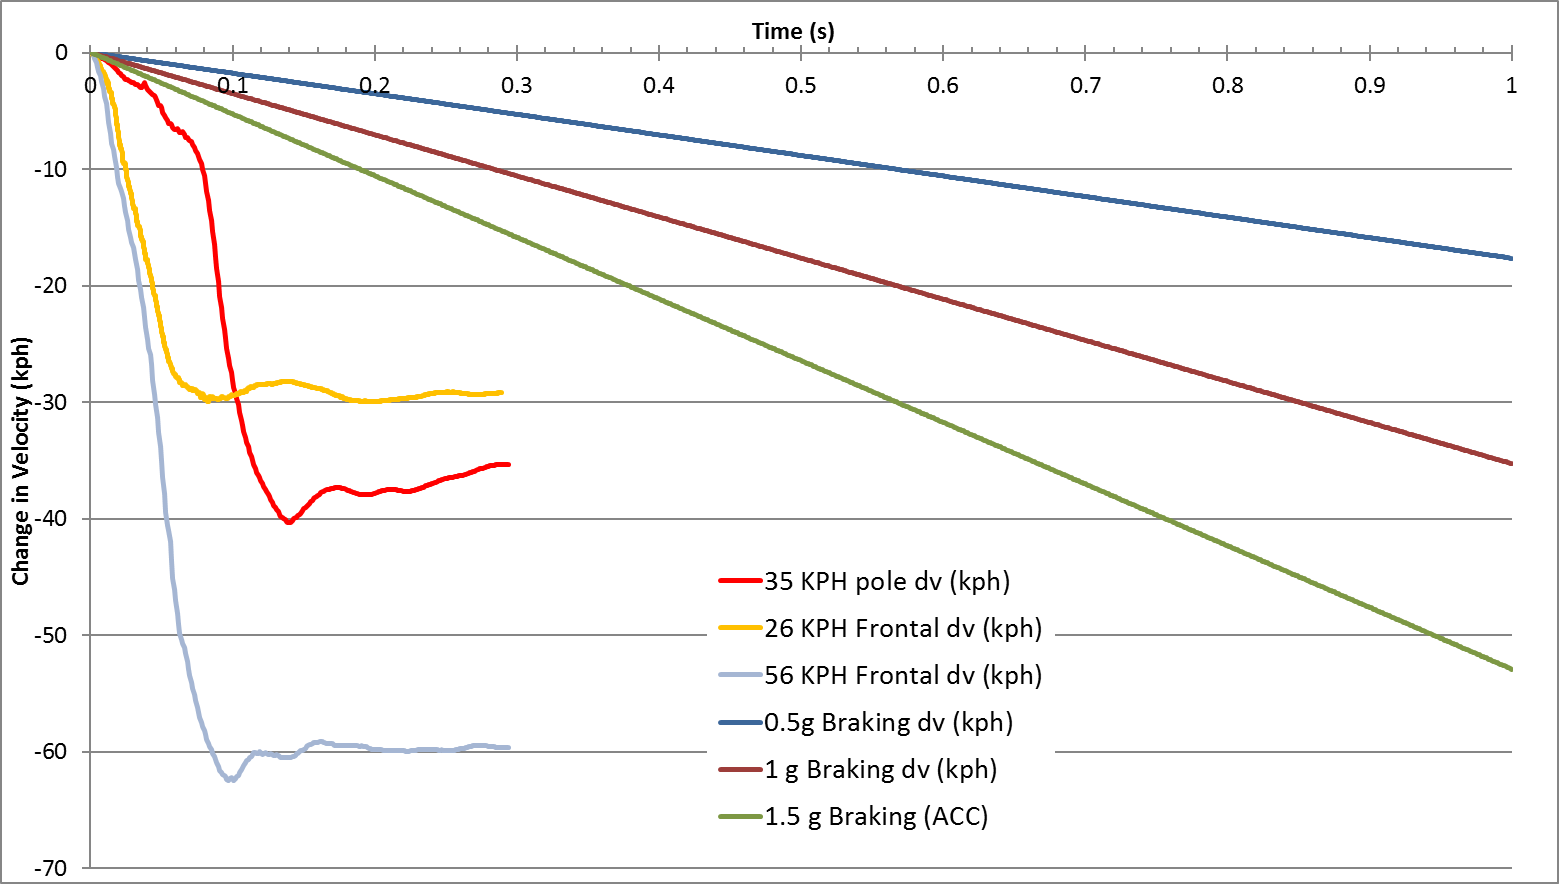 Time (s)
0
0 0.1 0.2 0.3 0.4 0.5 0.6 0.7 0.8 0.9 1
-10
-20
-30
-40
-50
-60
-70
Change in Velocity (kph)
35 KPH pole dv (kph)
26 KPH Frontal dv (kph)
56 KPH Frontal dv (kph)
0.5g Braking dv (kph)
1 g Braking dv (kph)
1.5 g Braking (ACC)